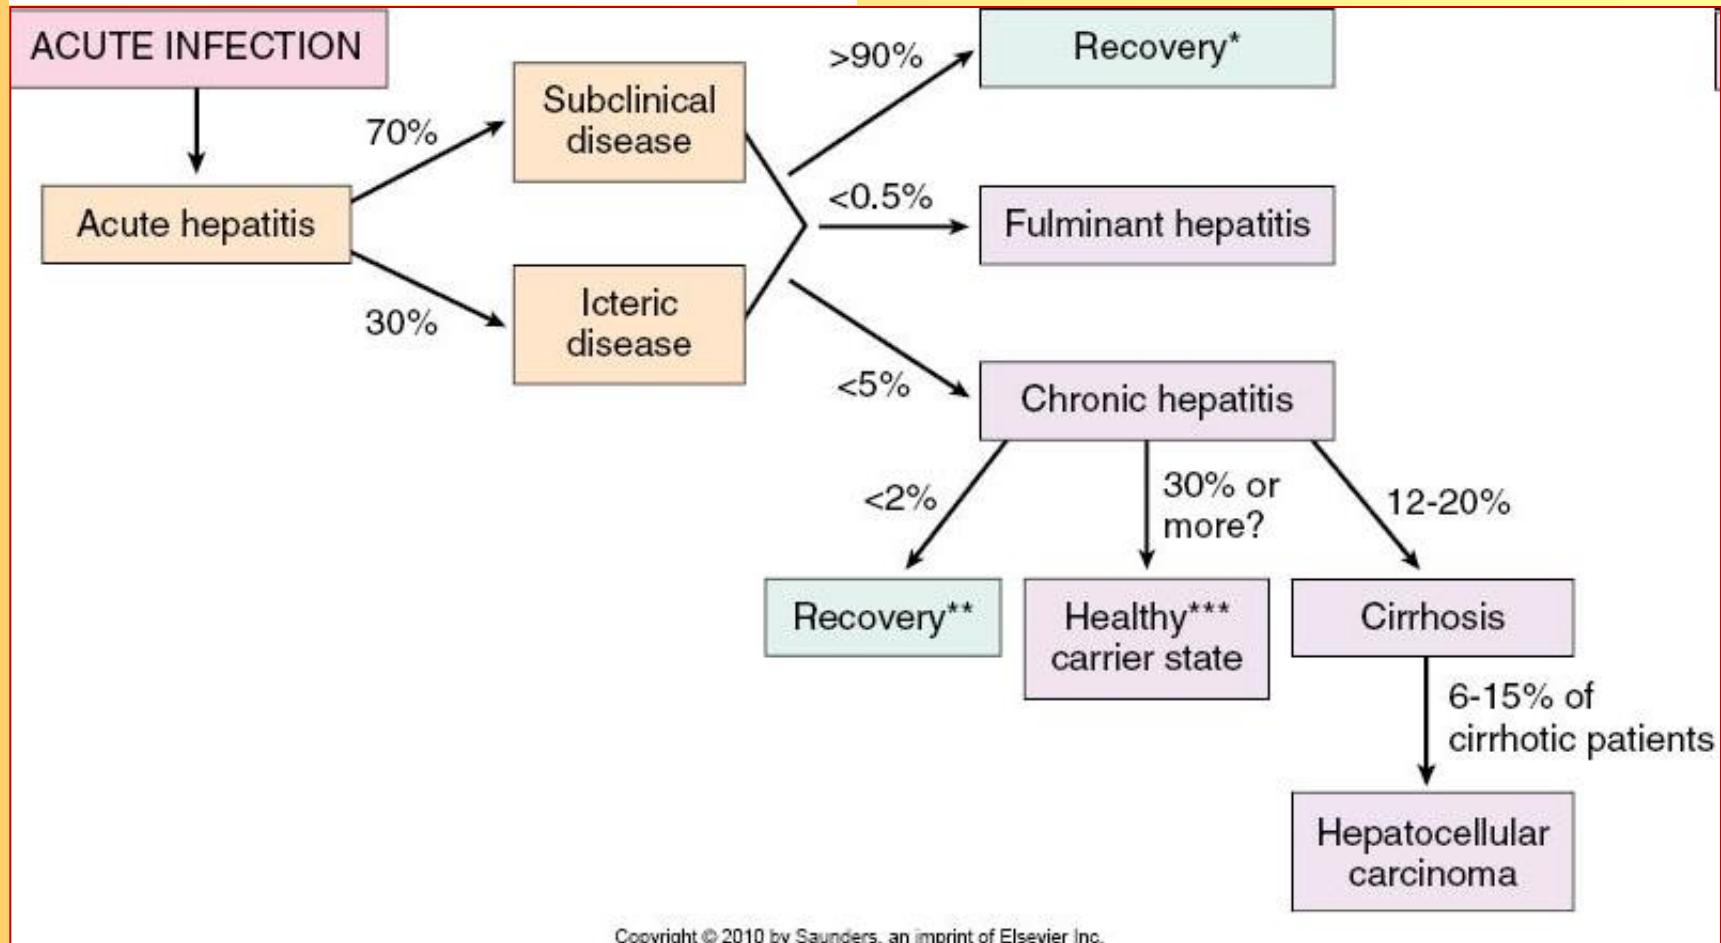 ACUTE INFECTION
Acute hepatitis
70%
30%
Subclinical
disease
Icteric
disease
>90%
Recovery*
<0.5%
Fulminant hepatitis
<5%
Chronic hepatitis
<2%
30% or
more?
12-20%
Recovery**
Healthy***
carrier state
Cirrhosis
6-15% of
cirrhotic patients
Hepatocellular
carcinoma
Copyright © 2010 by Saunders, an imprint of Elsevier Inc.